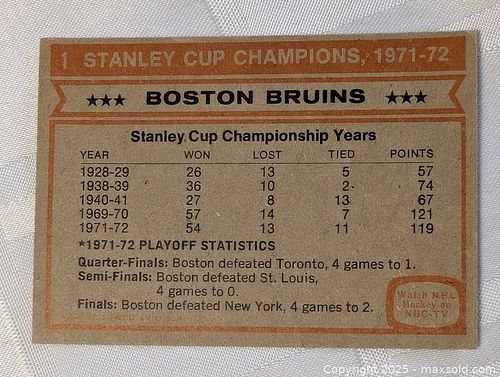 1 STANLEY CUP CHAMPIONS, 1971-72
★★★ BOSTON BRUINS ★★★
Stanley Cup Championship Years
YEAR WON LOST TIED POINTS
1928-29 26 13 5 57
1938-39 36 10 2 74
1940-41 27 8 13 67
1969-70 57 14 7 121
1971-72 54 13 11 119
*1971-72 PLAYOFF STATISTICS
Quarter-Finals: Boston defeated Toronto, 4 games to 1.
Semi-Finals: Boston defeated St. Louis,
4 games to 0.
Finals: Boston defeated New York, 4 games to 2.
Watch NHL
Hockey on
NBC-TV
Copyright 2025 - maxsold.com